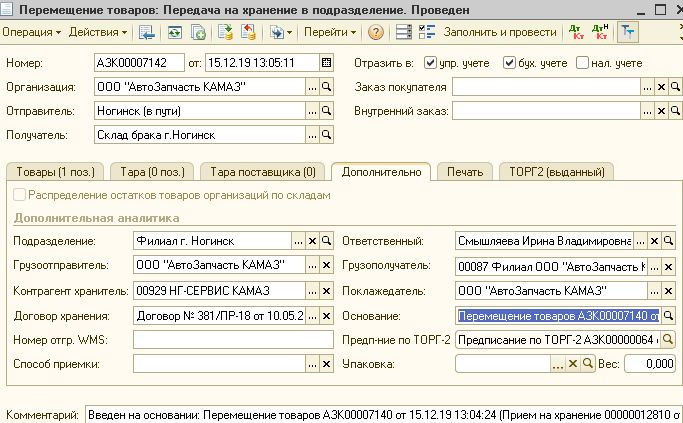 Перемещение товаров: Передача на хранение в подразделение. Проведен
Операция Действия Перейти Заполнить и провести Дт Кт Дт Н Кт Тт
Номер: АЗК00007142 от: 15.12.19 13:05:11 Отразить в: упр. учете бух. учете нал. учете
Организация: ООО "АвтоЗапчасть КАМАЗ" ... Заказ покупателя ...
Отправитель: Ногинск (в пути) ... Внутренний заказ: ...
Получатель: Склад брака г.Ногинск ...
Товары (1 поз.) Тара (0 поз.) Тара поставщика (0) Дополнительно Печать ТОРГ2 (выданный)
Распределение остатков товаров организаций по складам
Дополнительная аналитика
Подразделение: Филиал г. Ногинск ... Ответственный: Смышляева Ирина Владимировна ...
Грузоотправитель: ООО "АвтоЗапчасть КАМАЗ" ... Грузополучатель: 00087 Филиал ООО "АвтоЗапчасть К ...
Контрагент хранитель: 00929 НГ-СЕРВИС КАМАЗ ... Поклажедатель: ООО "АвтоЗапчасть КАМАЗ" ...
Договор хранения: Договор № 381/ПР-18 от 10.05.2 ... Основание: Перемещение товаров АЗК00007140 от ...
Номер отгр. WMS: Предп-ние по ТОРГ-2 Предписание по ТОРГ-2 АЗК00000064
Способ приемки: ... Упаковка: ... Вес: 0,000
Комментарий: Введен на основании: Перемещение товаров АЗК00007140 от 15.12.19 13:04:24 (Прием на хранение 00000012810 от